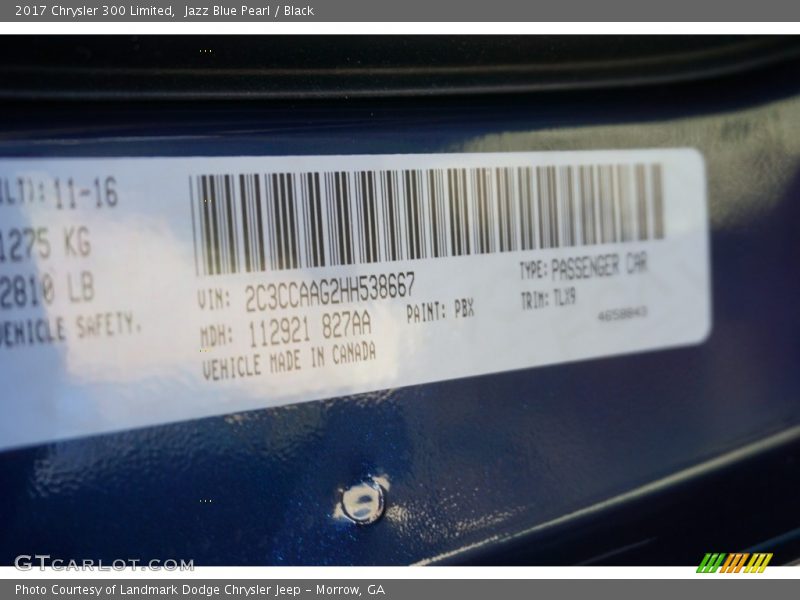 2017 Chrysler 300 Limited, Jazz Blue Pearl / Black
11-16
1275 KG
2810 LB
VEHICLE SAFETY.
VIN: 2C3CCAAG2HH538667
MDH: 112921 827AA
PAINT: PBX
VEHICLE MADE IN CANADA
TYPE: PASSENGER CAR
TRIM: TLX9
4658843
GTCARLOT.COM
Photo Courtesy of Landmark Dodge Chrysler Jeep - Morrow, GA